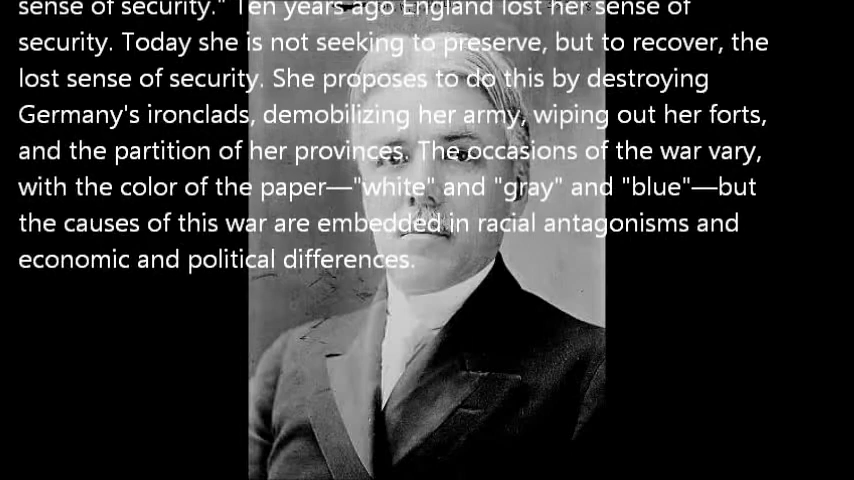 sense of security." Ten years ago England lost her sense of
security. Today she is not seeking to preserve, but to recover, the
lost sense of security. She proposes to do this by destroying
Germany's ironclads, demobilizing her army, wiping out her forts,
and the partition of her provinces. The occasions of the war vary,
with the color of the paper—"white" and "gray" and "blue"—but
the causes of this war are embedded in racial antagonisms and
economic and political differences.